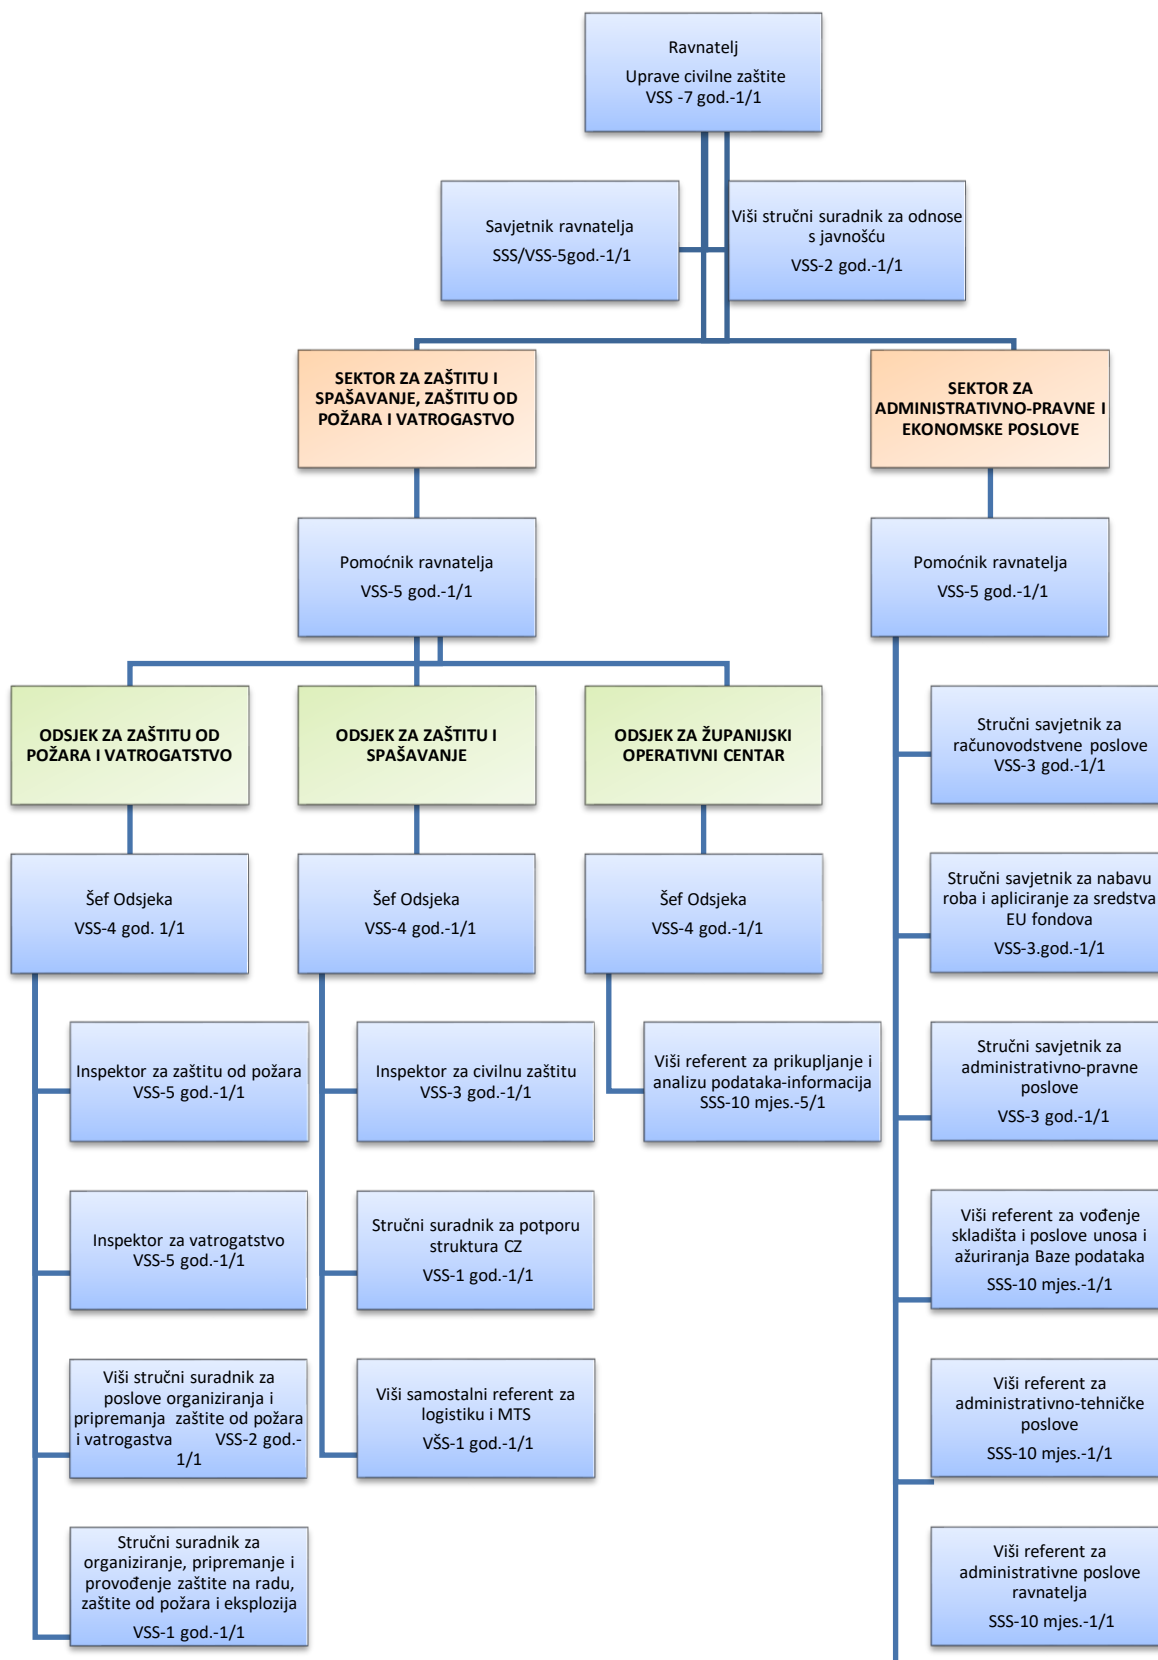 Ravnatelj
Uprave civilne zaštite
VSS -7 god.-1/1
Savjetnik ravnatelja
SSS/VSS-5god.-1/1
Viši stručni suradnik za odnose
s javnošću
VSS-2 god.-1/1
SEKTOR ZA ZAŠTITU I
SPAŠAVANJE, ZAŠTITU OD
POŽARA I VATROGASTVO
SEKTOR ZA
ADMINISTRATIVNO-PRAVNE I
EKONOMSKE POSLOVE
Pomoćnik ravnatelja
VSS-5 god.-1/1
Pomoćnik ravnatelja
VSS-5 god.-1/1
ODSJEK ZA ZAŠTITU OD
POŽARA I VATROGATSTVO
ODSJEK ZA ZAŠTITU I
SPAŠAVANJE
ODSJEK ZA ŽUPANIJSKI
OPERATIVNI CENTAR
Šef Odsjeka
VSS-4 god. 1/1
Šef Odsjeka
VSS-4 god.-1/1
Šef Odsjeka
VSS-4 god.-1/1
Inspektor za zaštitu od požara
VSS-5 god.-1/1
Inspektor za vatrogatstvo
VSS-5 god.-1/1
Viši stručni suradnik za
poslove organiziranja i
pripremanja zaštite od požara
i vatrogastva VSS-2 god.-
1/1
Stručni suradnik za
organiziranje, pripremanje i
provođenje zaštite na radu,
zaštite od požara i eksplozija
VSS-1 god.-1/1
Inspektor za civilnu zaštitu
VSS-3 god.-1/1
Stručni suradnik za potporu
struktura CZ
VSS-1 god.-1/1
Viši samostalni referent za
logistiku i MTS
VŠS-1 god.-1/1
Viši referent za prikupljanje i
analizu podataka-informacija
SSS-10 mjes.-5/1
Stručni savjetnik za
računovodstvene poslove
VSS-3 god.-1/1
Stručni savjetnik za nabavu
roba i apliciranje za sredstva
EU fondova
VSS-3.god.-1/1
Stručni savjetnik za
administrativno-pravne
poslove
VSS-3 god.-1/1
Viši referent za vođenje
skladišta i poslove unosa i
ažuriranja Baze podataka
SSS-10 mjes.-1/1
Viši referent za
administrativno-tehničke
poslove
SSS-10 mjes.-1/1
Viši referent za
administrativne poslove
ravnatelja
SSS-10 mjes.-1/1